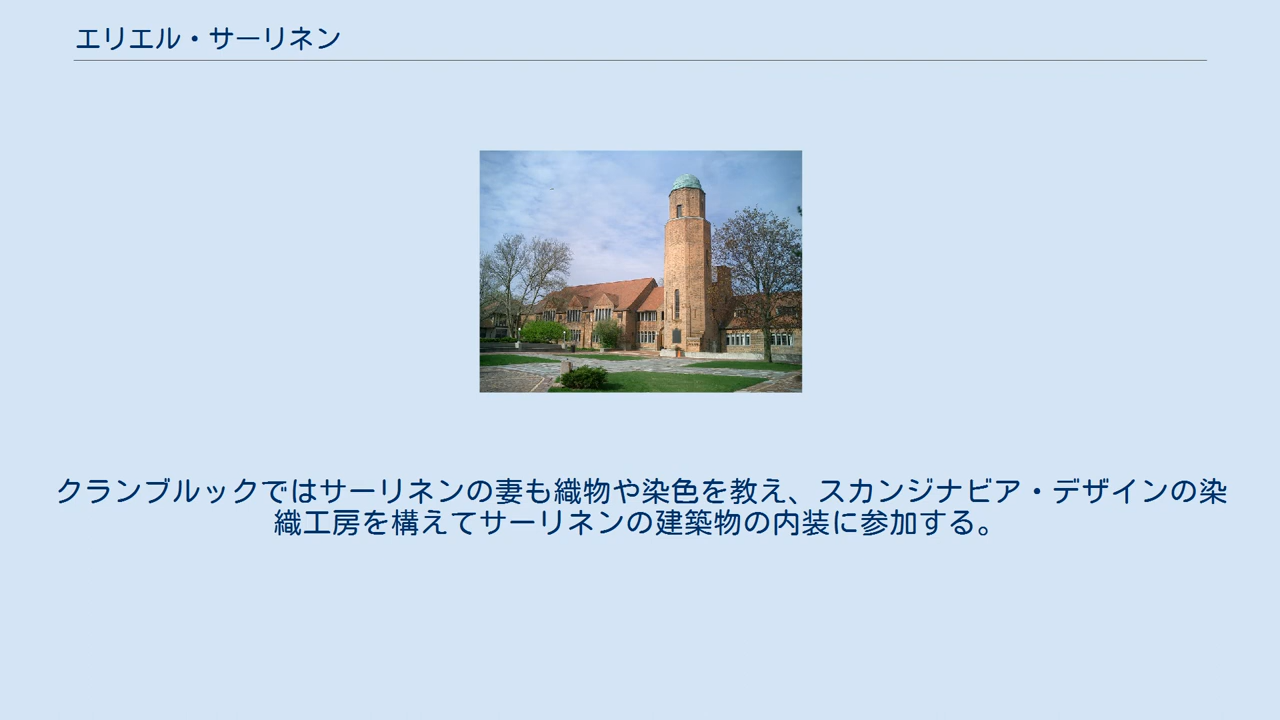 エリエル・サーリネン
クランブルックではサーリネンの妻も織物や染色を教え、スカンジナビア・デザインの染
織工房を構えてサーリネンの建築物の内装に参加する。